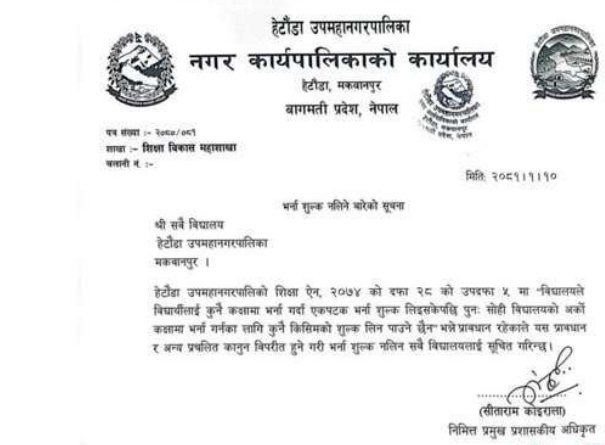 हेटौंडा उपमहानगरपालिका
नगर कार्यपालिकाको कार्यालय
हेटौंडा, मकवानपुर
बागमती प्रदेश, नेपाल
पत्र संख्या :- २०८०/०८१
शाखा :- शिक्षा विकास महाशाखा
चलानी नं. :-
मिति: २०८१।१।१०
भर्ना शुल्क नलिने बारेको सूचना
श्री सबै विद्यालय
हेटौंडा उपमहानगरपालिका
मकवानपुर ।
हेटौंडा उपमहानगरपालिको शिक्षा ऐन, २०७४ को दफा २८ को उपदफा ५ मा "विद्यालयले
विद्यार्थीलाई कुनै कक्षामा भर्ना गर्दा एकपटक भर्ना शुल्क लिइसकेपछि पुनः सोही विद्यालयको अर्को
कक्षामा भर्ना गर्नका लागि कुनै किसिमको शुल्क लिन पाउने छैन" भन्ने प्रावधान रहेकाले यस प्रावधान
र अन्य प्रचलित कानुन विपरीत हुने गरी भर्ना शुल्क नलिन सबै विद्यालयलाई सूचित गरिन्छ।
(सीताराम कोइराला)
निमित्त प्रमुख प्रशासकीय अधिकृत